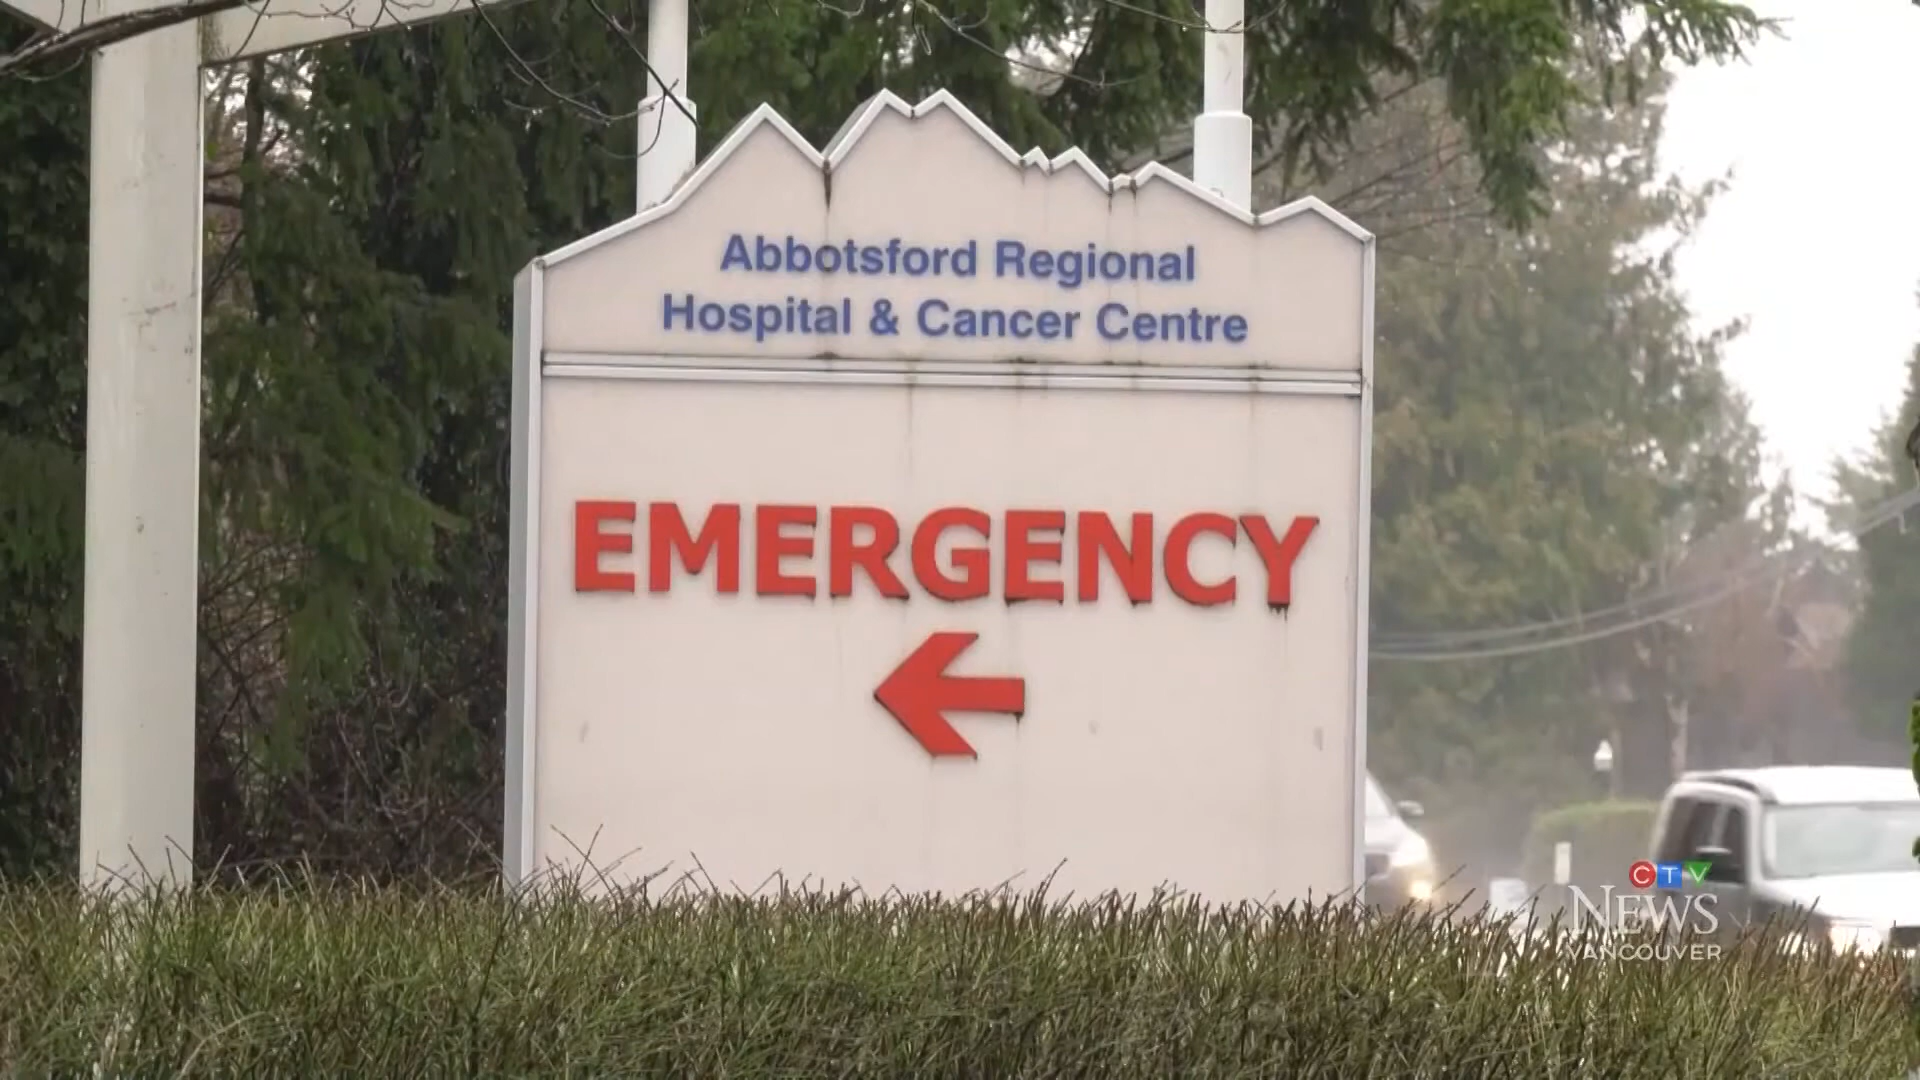 Abbotsford Regional
Hospital & Cancer Centre
EMERGENCY
CTV
NEWS
VANCOUVER